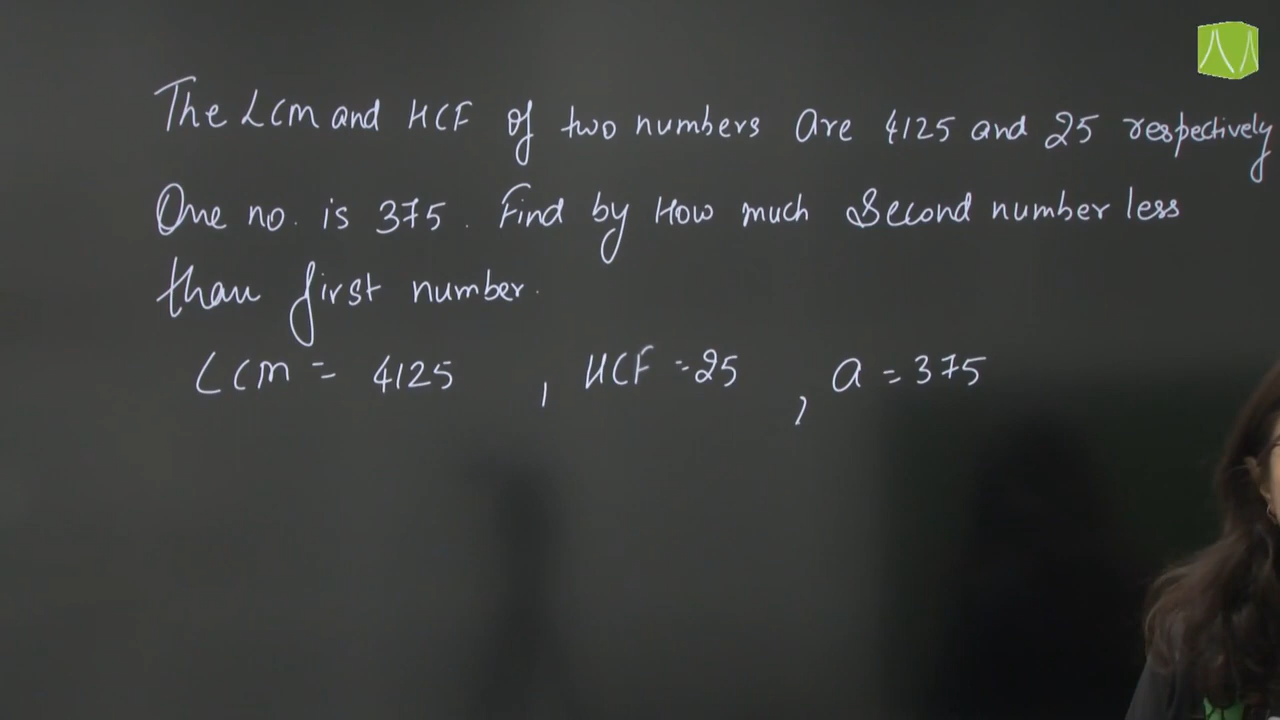 The LCM and HCF of two numbers are 4125 and 25 respectively
One no. is 375. Find by How much Second number less
than first number.
LCM = 4125 , HCF = 25 , a = 375